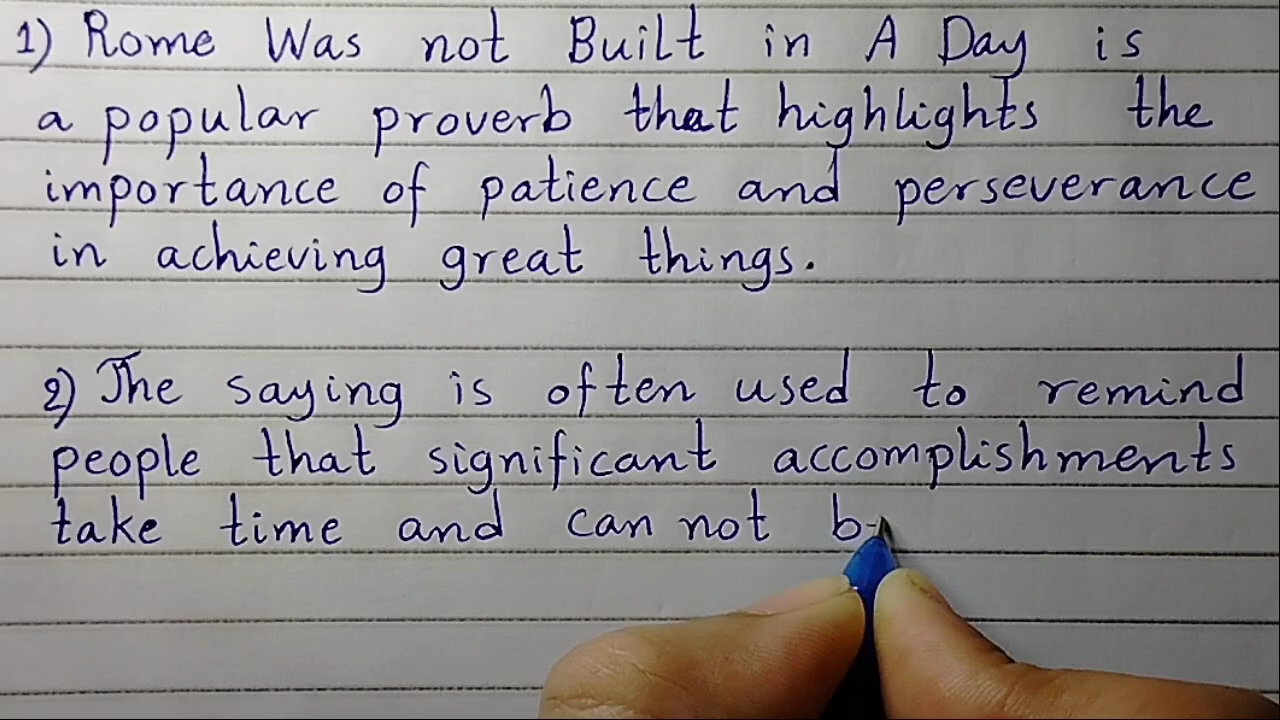 1) Rome Was not Built in A Day is
a popular proverb that highlights the
importance of patience and perseverance
in achieving great things.
2) The saying is often used to remind
people that significant accomplishments
take time and can not b